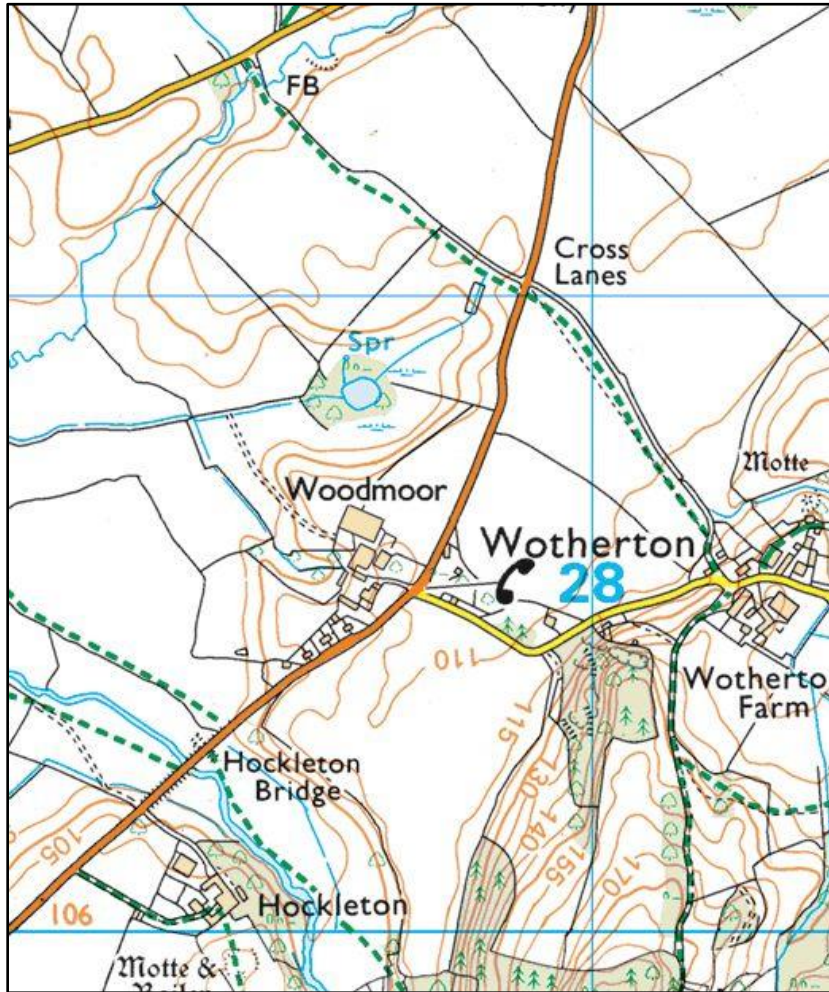 FB
Cross
Lanes
Spr
Motte
Woodmoor
Wotherton
28
110
Wotherto
Farm
115
Hockleton
Bridge
130
140
105
155
170
Hockleton
106
Motte &